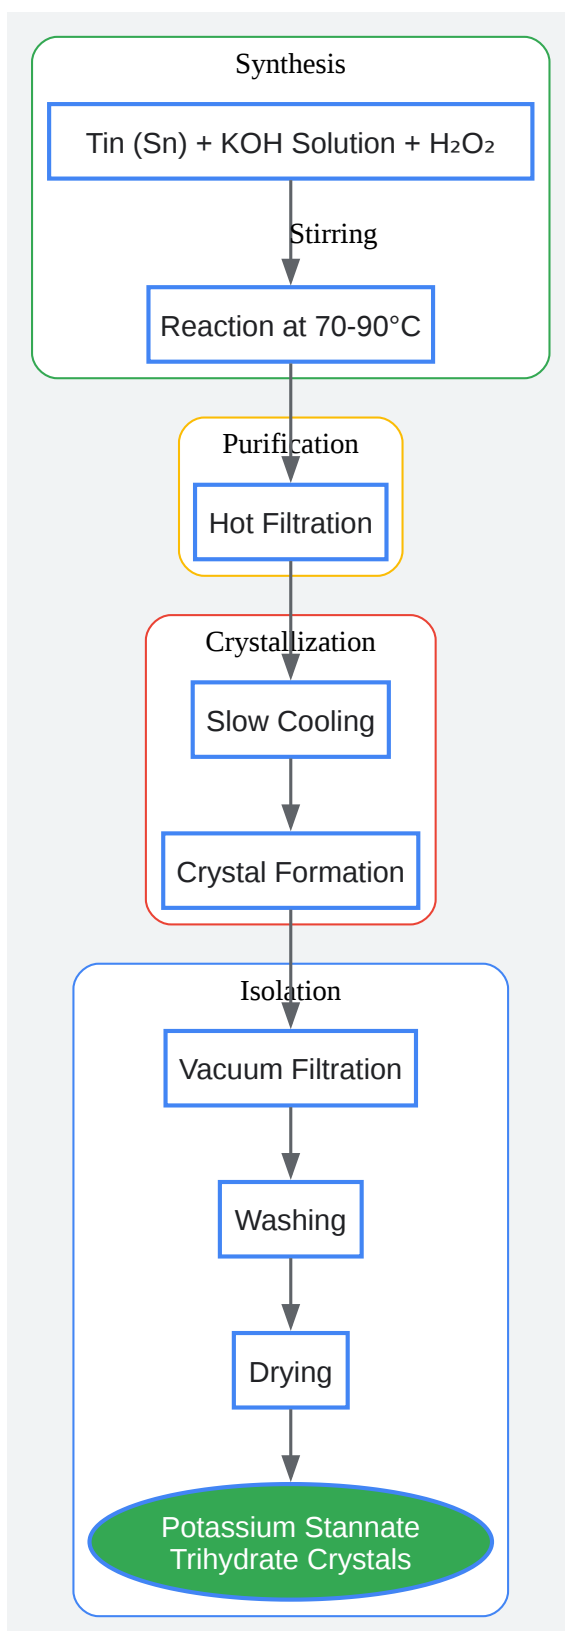 Synthesis
Tin (Sn) + KOH Solution + H₂O₂
Stirring
Reaction at 70-90°C
Purification
Hot Filtration
Crystallization
Slow Cooling
Crystal Formation
Isolation
Vacuum Filtration
Washing
Drying
Potassium Stannate
Trihydrate Crystals